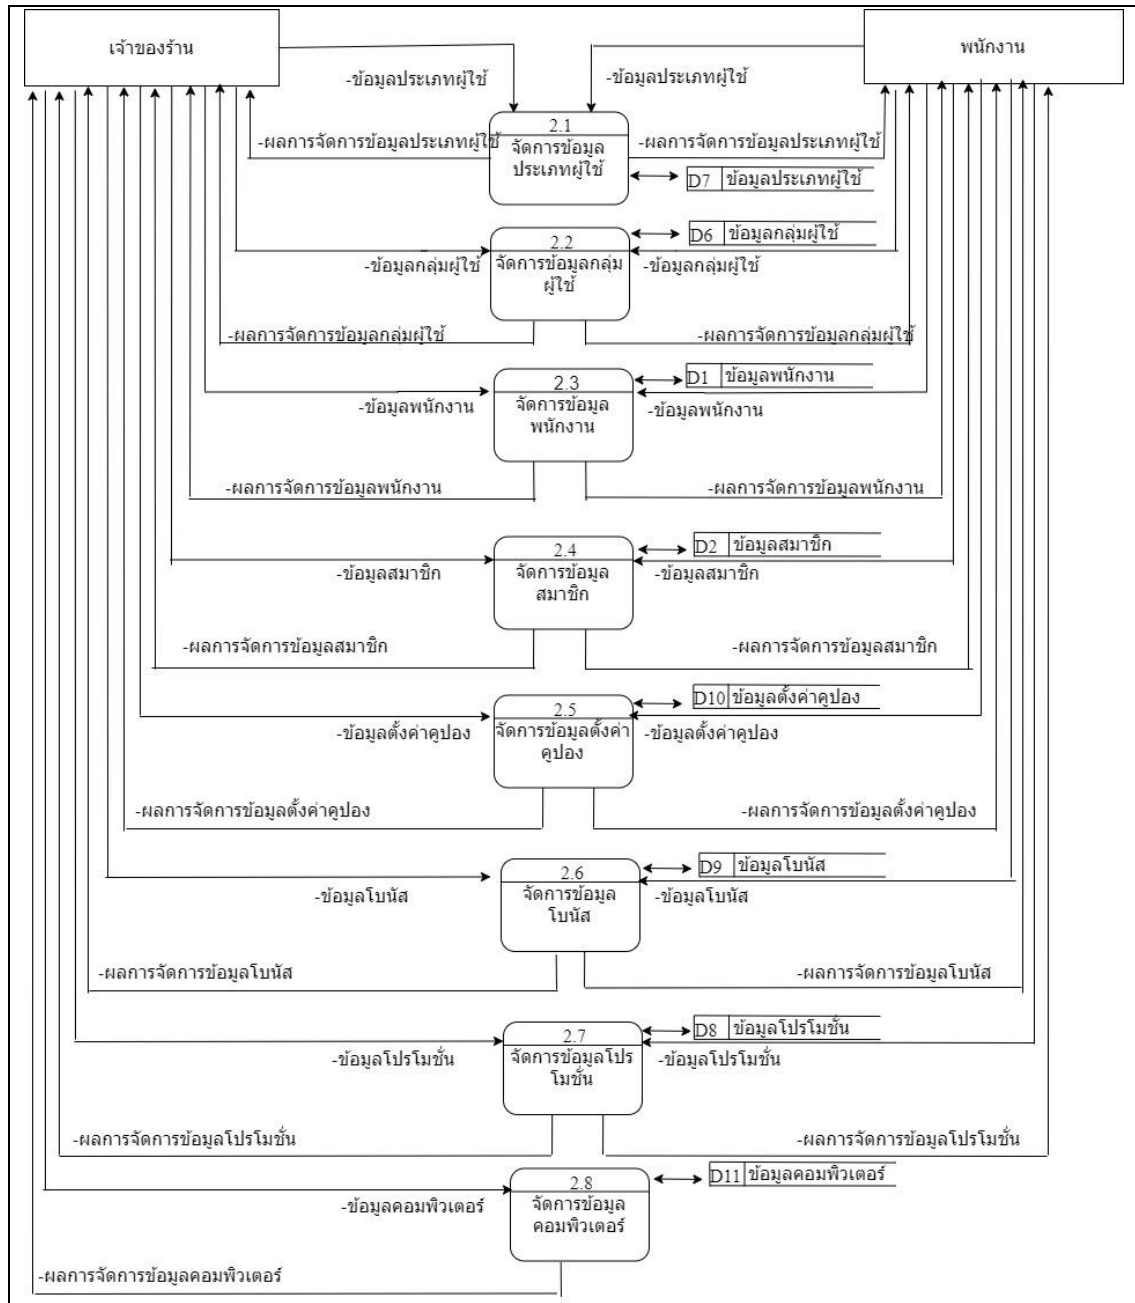 เจ้าของร้าน
พนักงาน
-ข้อมูลประเภทผู้ใช้
-ข้อมูลประเภทผู้ใช้
2.1
จัดการข้อมูล
ประเภทผู้ใช้
-ผลการจัดการข้อมูลประเภทผู้ใช้
-ผลการจัดการข้อมูลประเภทผู้ใช้
D7 ข้อมูลประเภทผู้ใช้
D6 ข้อมูลกลุ่มผู้ใช้
2.2
จัดการข้อมูลกลุ่ม
ผู้ใช้
-ข้อมูลกลุ่มผู้ใช้
-ข้อมูลกลุ่มผู้ใช้
-ผลการจัดการข้อมูลกลุ่มผู้ใช้
-ผลการจัดการข้อมูลกลุ่มผู้ใช้
D1 ข้อมูลพนักงาน
2.3
จัดการข้อมูล
พนักงาน
-ข้อมูลพนักงาน
-ข้อมูลพนักงาน
-ผลการจัดการข้อมูลพนักงาน
-ผลการจัดการข้อมูลพนักงาน
D2 ข้อมูลสมาชิก
2.4
จัดการข้อมูล
สมาชิก
-ข้อมูลสมาชิก
-ข้อมูลสมาชิก
-ผลการจัดการข้อมูลสมาชิก
-ผลการจัดการข้อมูลสมาชิก
D10 ข้อมูลตั้งค่าคูปอง
2.5
จัดการข้อมูลตั้งค่า
คูปอง
-ข้อมูลตั้งค่าคูปอง
-ข้อมูลตั้งค่าคูปอง
-ผลการจัดการข้อมูลตั้งค่าคูปอง
-ผลการจัดการข้อมูลตั้งค่าคูปอง
D9 ข้อมูลโบนัส
2.6
จัดการข้อมูล
โบนัส
-ข้อมูลโบนัส
-ข้อมูลโบนัส
-ผลการจัดการข้อมูลโบนัส
-ผลการจัดการข้อมูลโบนัส
D8 ข้อมูลโปรโมชั่น
2.7
จัดการข้อมูลโปร
โมชั่น
-ข้อมูลโปรโมชั่น
-ข้อมูลโปรโมชั่น
-ผลการจัดการข้อมูลโปรโมชั่น
-ผลการจัดการข้อมูลโปรโมชั่น
D11 ข้อมูลคอมพิวเตอร์
2.8
จัดการข้อมูล
คอมพิวเตอร์
-ข้อมูลคอมพิวเตอร์
-ผลการจัดการข้อมูลคอมพิวเตอร์